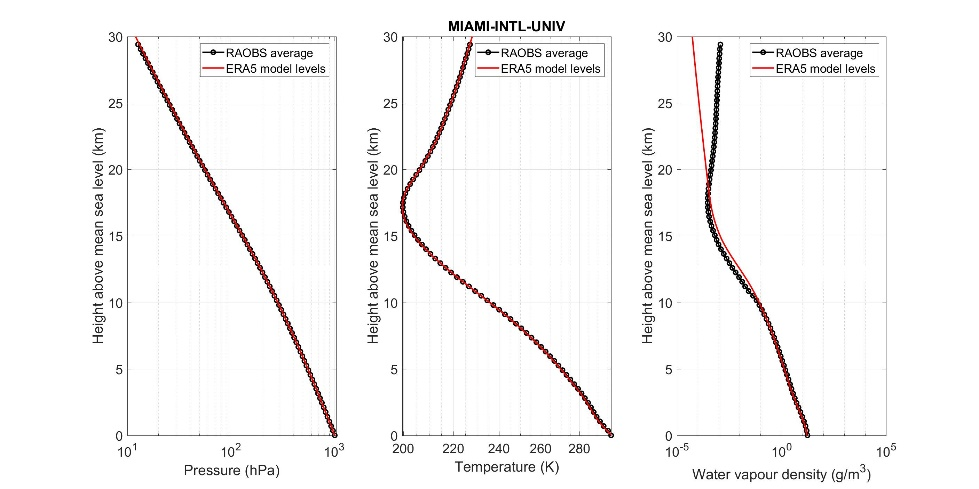 MIAMI-INTL-UNIV
30
25
20
15
10
5
0
Height above mean sea level (km)
10^1
10^2
10^3
Pressure (hPa)
RAOBS average
ERA5 model levels
30
25
20
15
10
5
0
Height above mean sea level (km)
200
220
240
260
280
Temperature (K)
RAOBS average
ERA5 model levels
30
25
20
15
10
5
0
Height above mean sea level (km)
10^-5
10^0
10^5
Water vapour density (g/m^3)
RAOBS average
ERA5 model levels